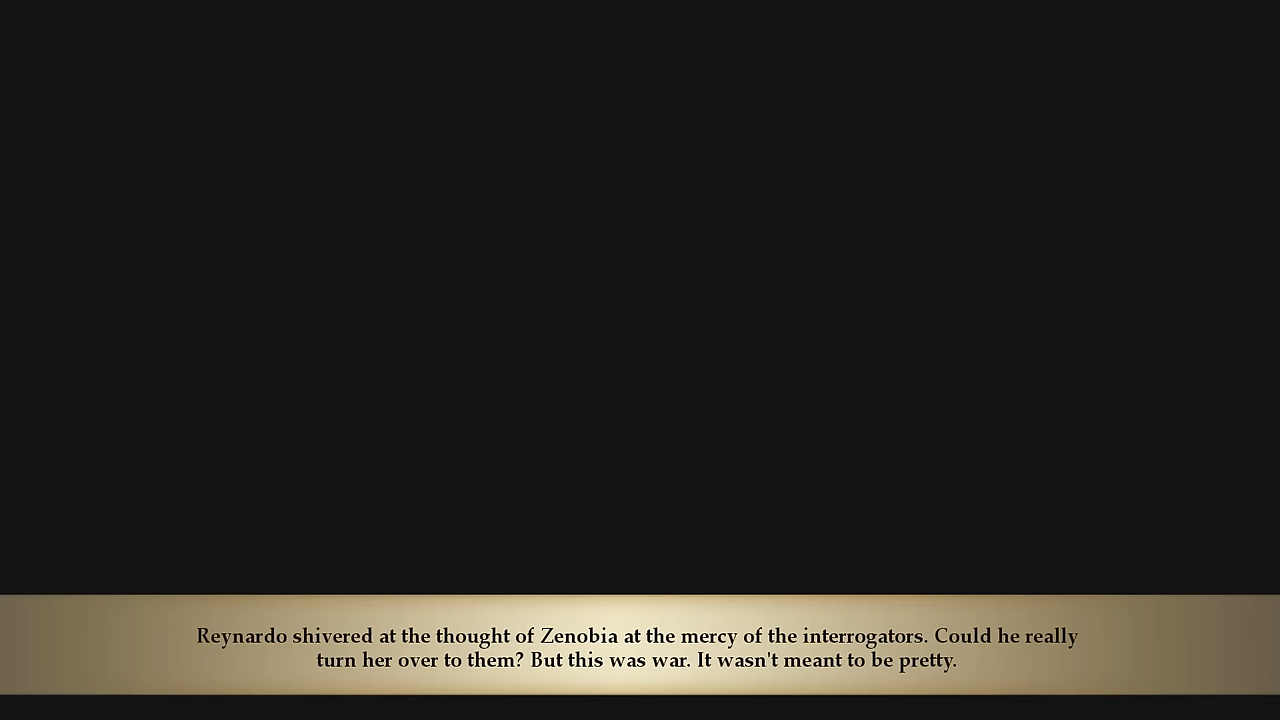 Reynardo shivered at the thought of Zenobia at the mercy of the interrogators. Could he really
turn her over to them? But this was war. It wasn't meant to be pretty.